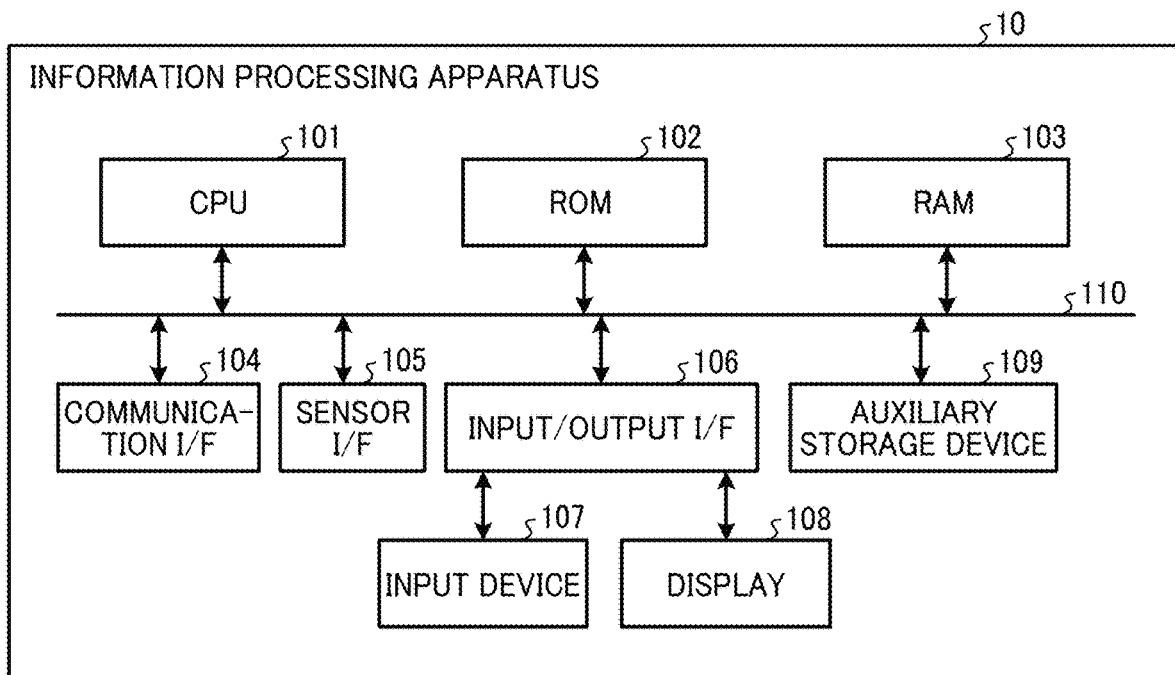 10
INFORMATION PROCESSING APPARATUS
101
102
103
CPU
ROM
RAM
110
104
105
106
109
COMMUNICA-
TION I/F
SENSOR
I/F
INPUT/OUTPUT I/F
AUXILIARY
STORAGE DEVICE
107
108
INPUT DEVICE
DISPLAY